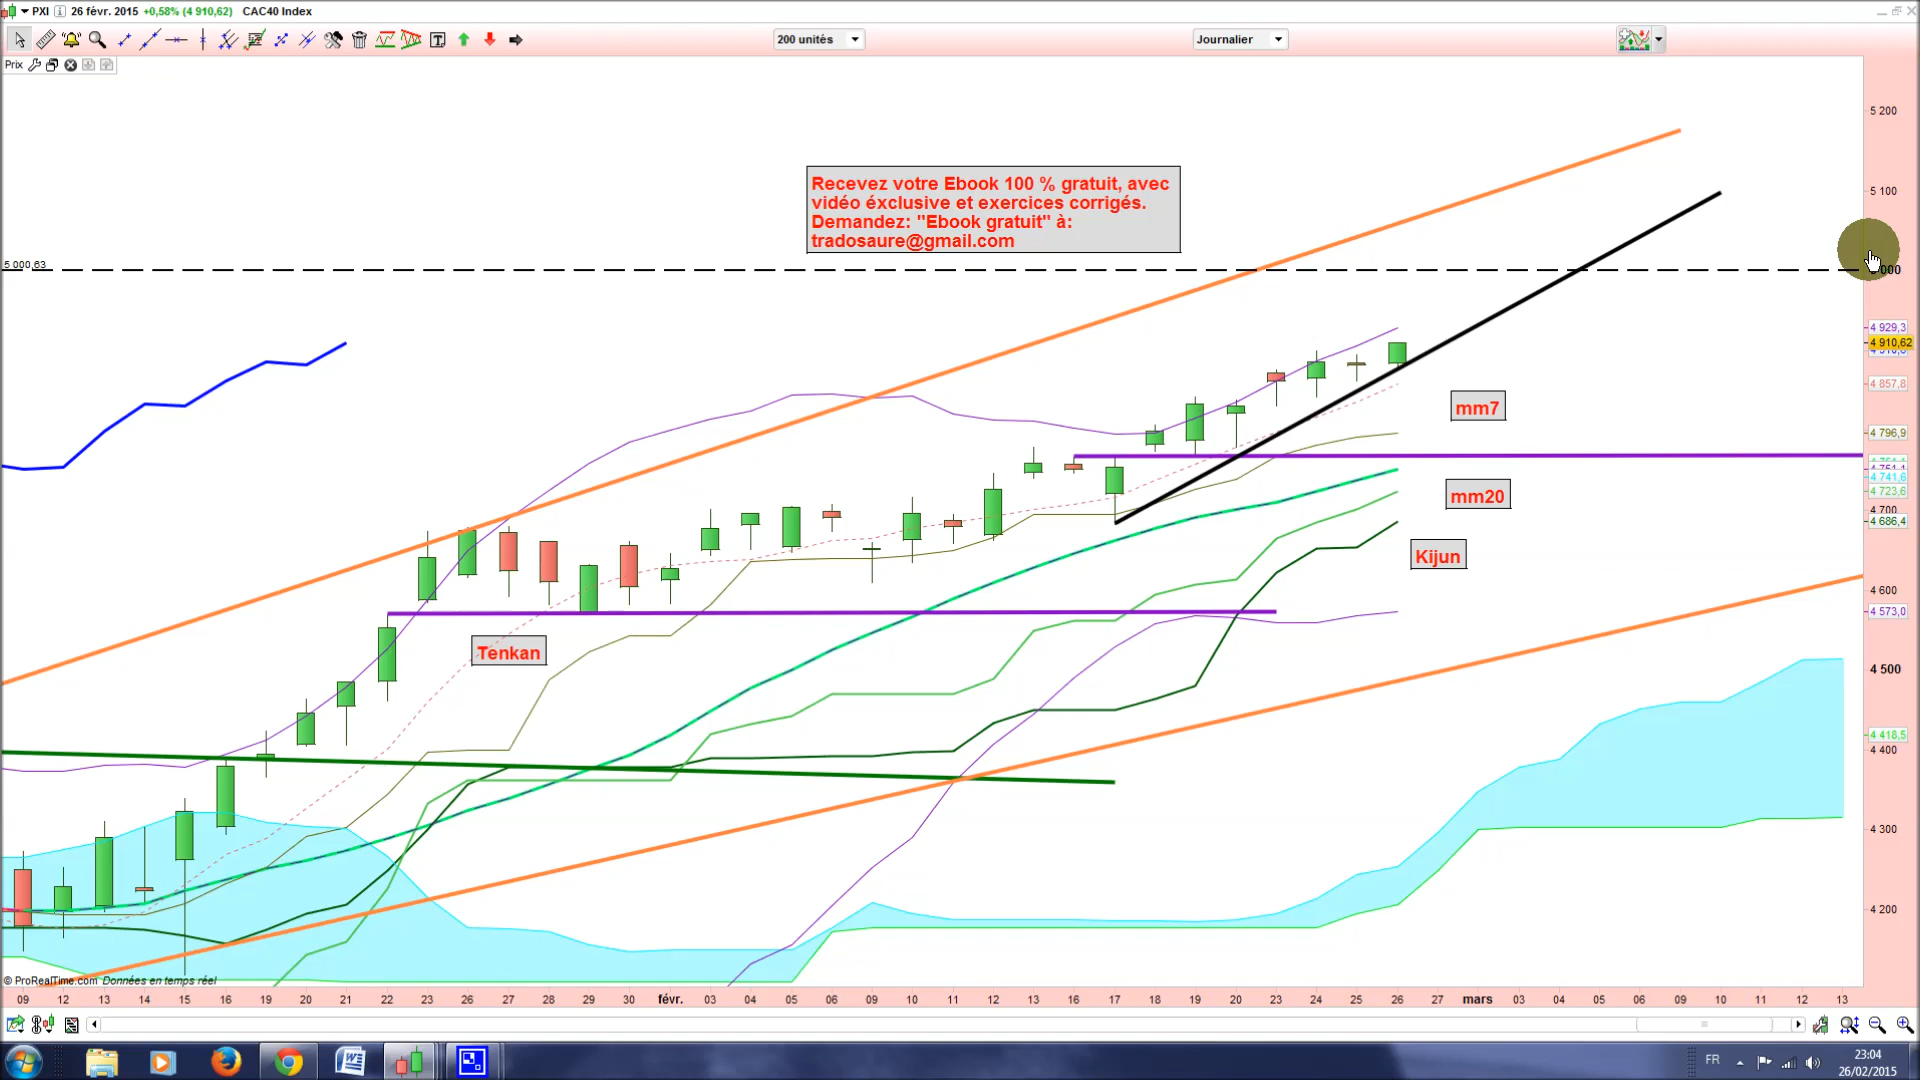 PXI 26 févr. 2015 +0,58% (4 910,62) CAC40 Index
200 unités
Journalier
Prix
5 200
Recevez votre Ebook 100 % gratuit, avec
vidéo éxclusive et exercices corrigés.
Demandez: "Ebook gratuit" à:
tradosaure@gmail.com
5 100
5 000,63
4 929,3
4 910,62
4 857,8
mm7
4 796,9
4 741,6
4 723,6
mm20
4 700
4 686,4
Kijun
4 600
4 573,0
Tenkan
4 500
4 418,5
4 400
4 300
4 200
© ProRealTime.com Données en temps réel
09 12 13 14 15 16 19 20 21 22 23 26 27 28 29 30 févr. 03 04 05 06 09 10 11 12 13 16 17 18 19 20 23 24 25 26 27 mars 03 04 05 06 09 10 11 12 13
FR
23:04
26/02/2015